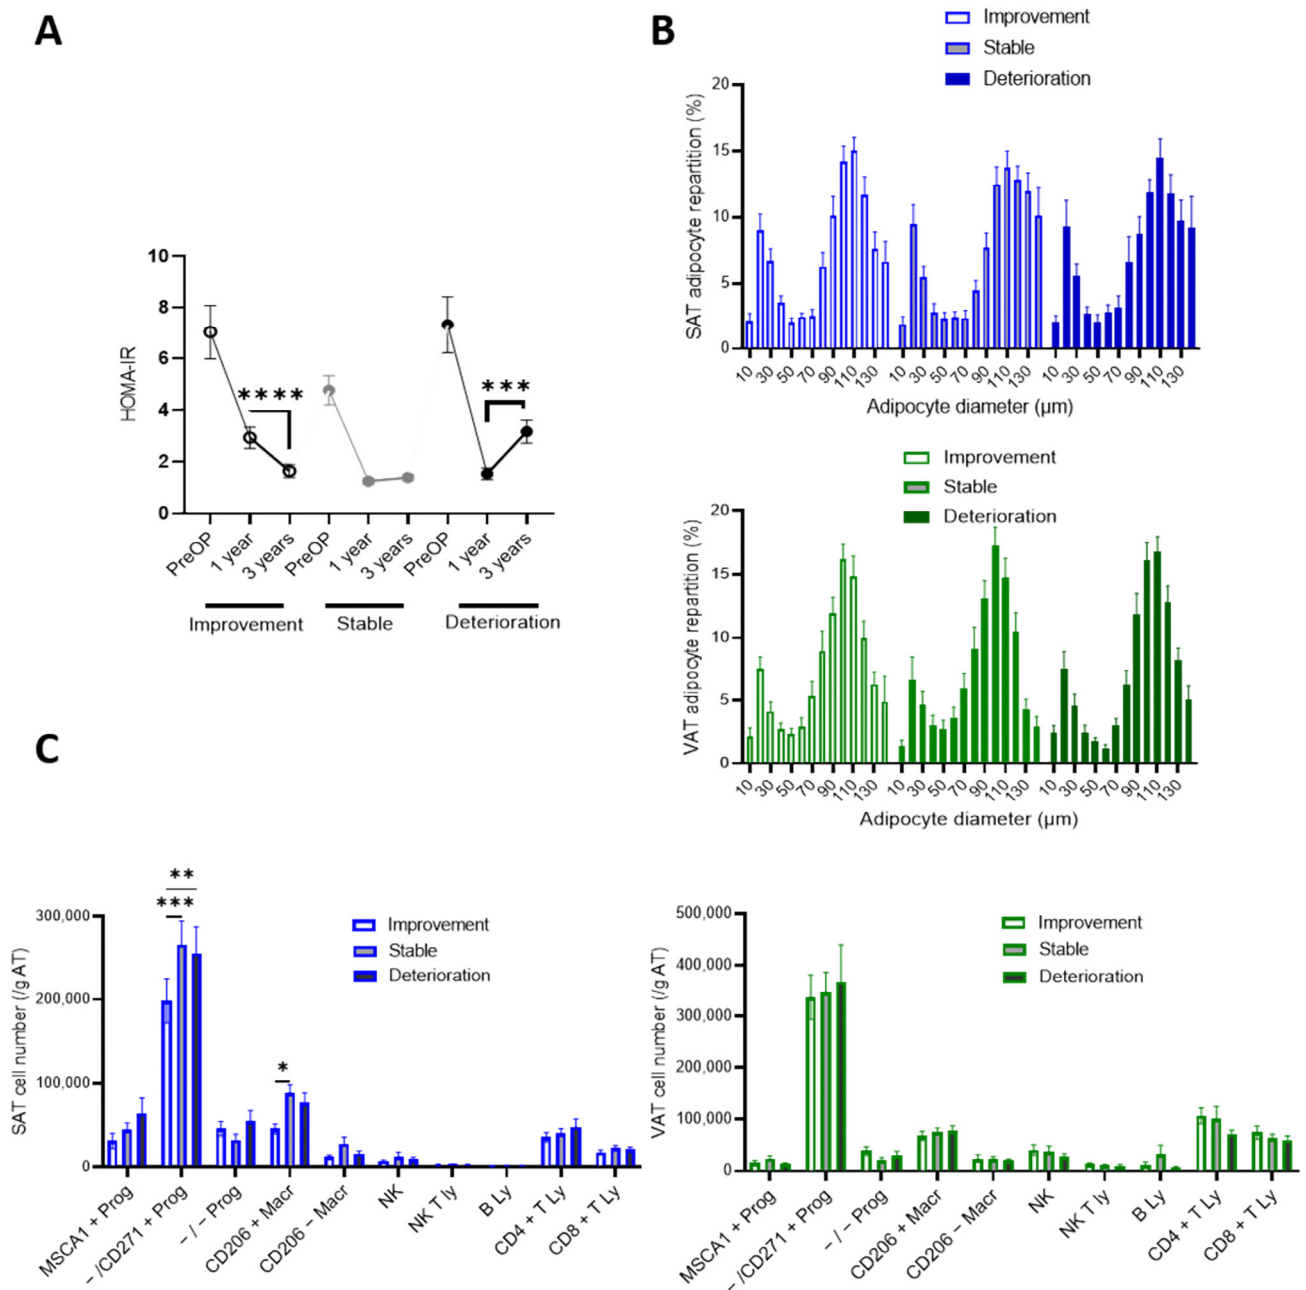 A
HOMA-IR
10
8
6
4
2
0
****
***
PreOP
1 year
3 years
PreOP
1 year
3 years
PreOP
1 year
3 years
Improvement
Stable
Deterioration
B
Improvement
Stable
Deterioration
SAT adipocyte repartition (%)
20
15
10
5
0
10 30 50 70 90 110 130 10 30 50 70 90 110 130 10 30 50 70 90 110 130
Adipocyte diameter (µm)
Improvement
Stable
Deterioration
VAT adipocyte repartition (%)
20
15
10
5
0
10 30 50 70 90 110 130 10 30 50 70 90 110 130 10 30 50 70 90 110 130
Adipocyte diameter (µm)
C
SAT cell number (/g AT)
300,000
200,000
100,000
0
**
***
*
Improvement
Stable
Deterioration
MSCA1 + Prog
– /CD271 + Prog
– / – Prog
CD206 + Macr
CD206 – Macr
NK
NK T ly
B Ly
CD4 + T Ly
CD8 + T Ly
VAT cell number (/g AT)
500,000
400,000
300,000
200,000
100,000
0
Improvement
Stable
Deterioration
MSCA1 + Prog
– /CD271 + Prog
– / – Prog
CD206 + Macr
CD206 – Macr
NK
NK T ly
B Ly
CD4 + T Ly
CD8 + T Ly